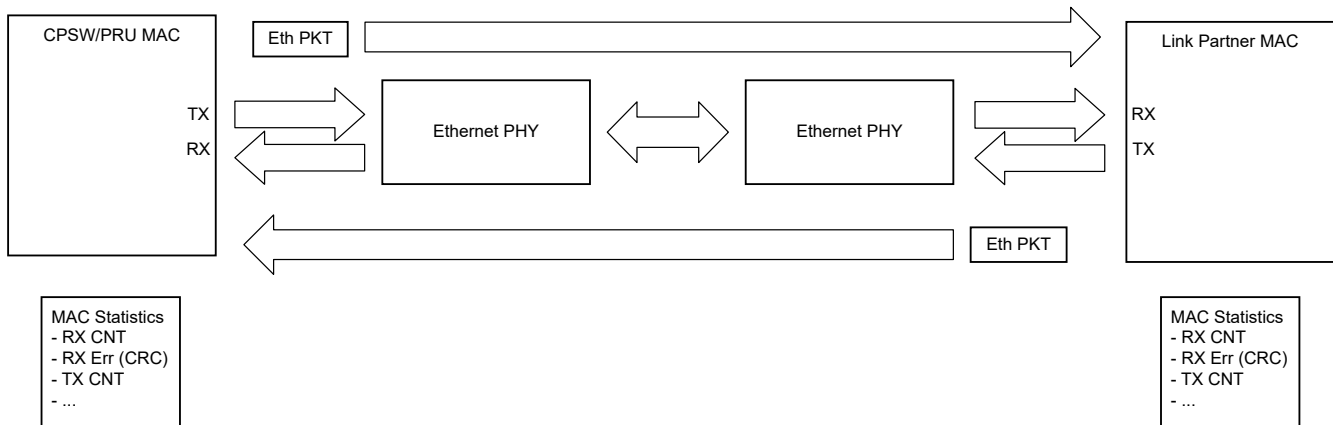 CPSW/PRU MAC
Eth PKT
Link Partner MAC
TX
RX
Ethernet PHY
Ethernet PHY
RX
TX
Eth PKT
MAC Statistics
- RX CNT
- RX Err (CRC)
- TX CNT
- ...
MAC Statistics
- RX CNT
- RX Err (CRC)
- TX CNT
- ...